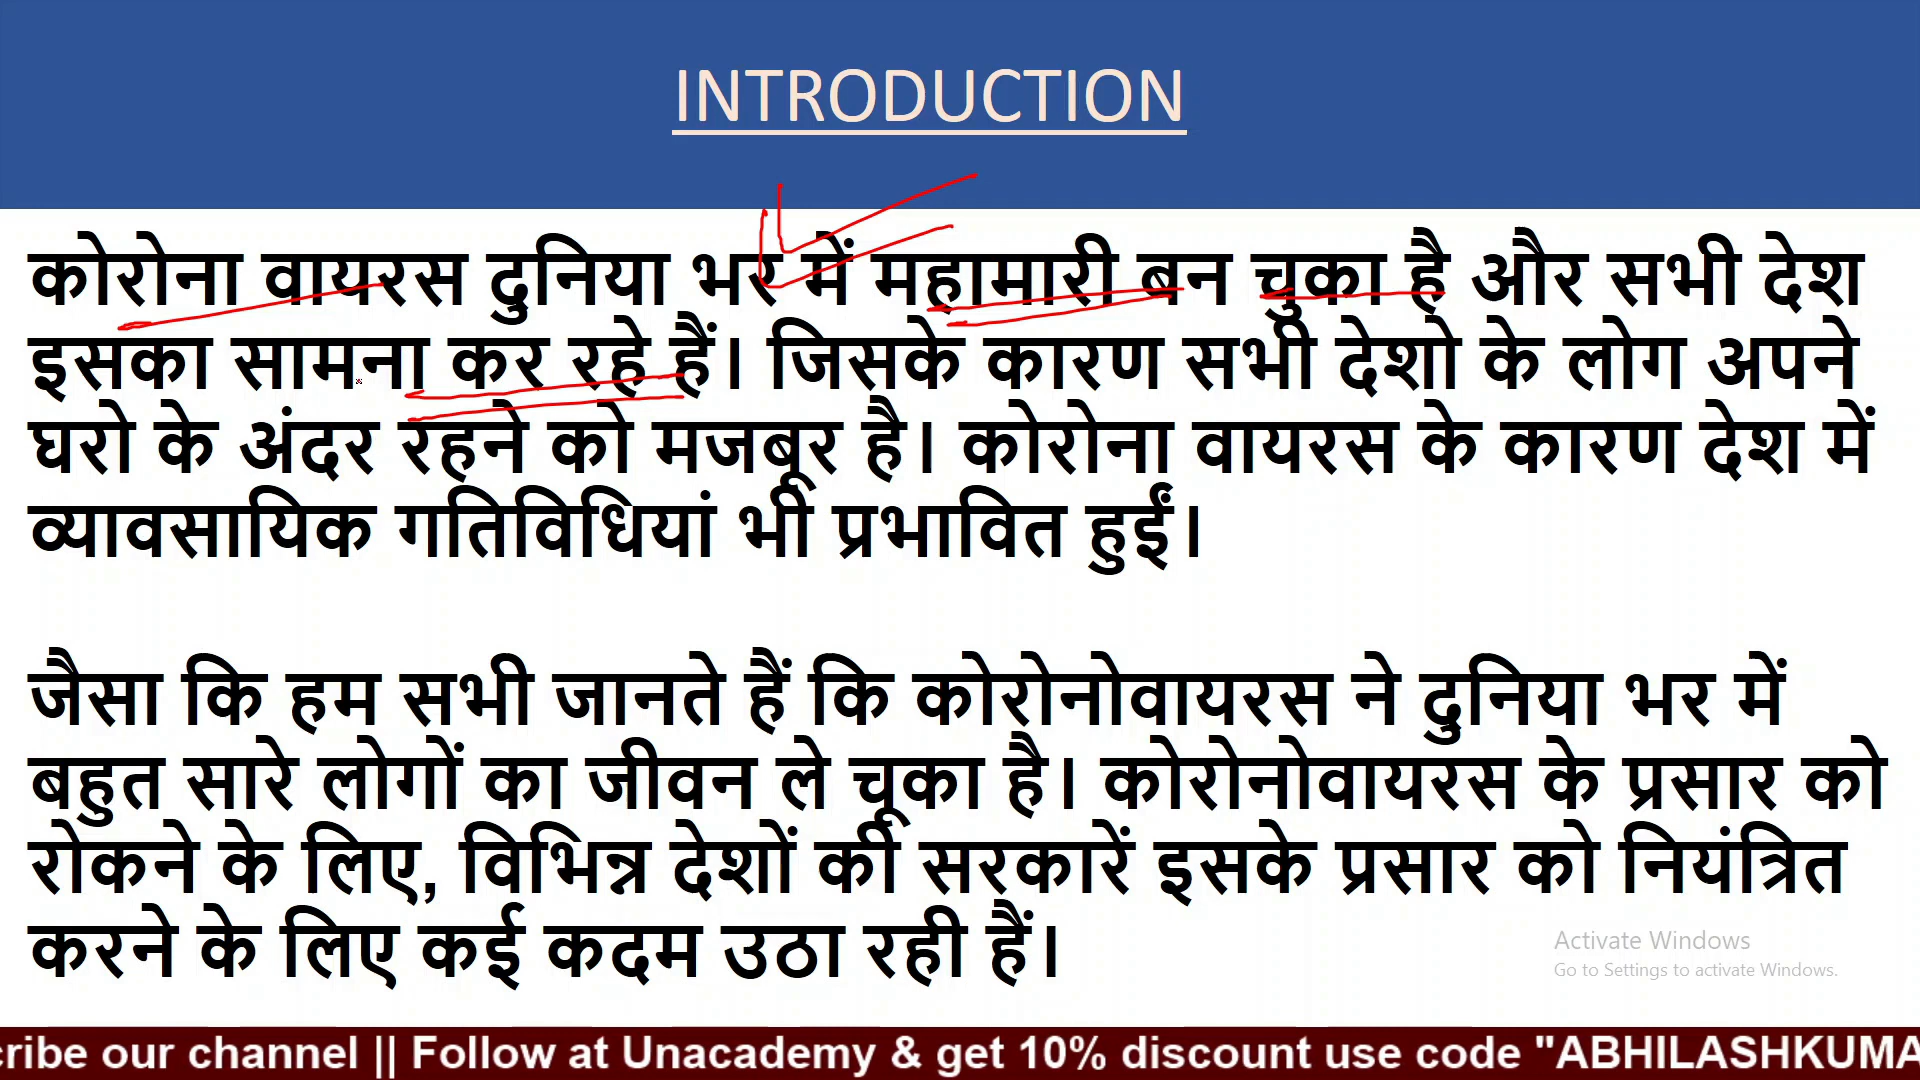 INTRODUCTION
कोरोना वायरस दुनिया भर में महामारी बन चुका है और सभी देश
इसका सामना कर रहे हैं। जिसके कारण सभी देशो के लोग अपने
घरो के अंदर रहने को मजबूर है। कोरोना वायरस के कारण देश में
व्यावसायिक गतिविधियां भी प्रभावित हुईं।
जैसा कि हम सभी जानते हैं कि कोरोनोवायरस ने दुनिया भर में
बहुत सारे लोगों का जीवन ले चूका है। कोरोनोवायरस के प्रसार को
रोकने के लिए, विभिन्न देशों की सरकारें इसके प्रसार को नियंत्रित
करने के लिए कई कदम उठा रही हैं।
Activate Windows
Go to Settings to activate Windows.
cribe our channel || Follow at Unacademy & get 10% discount use code "ABHILASHKUMA